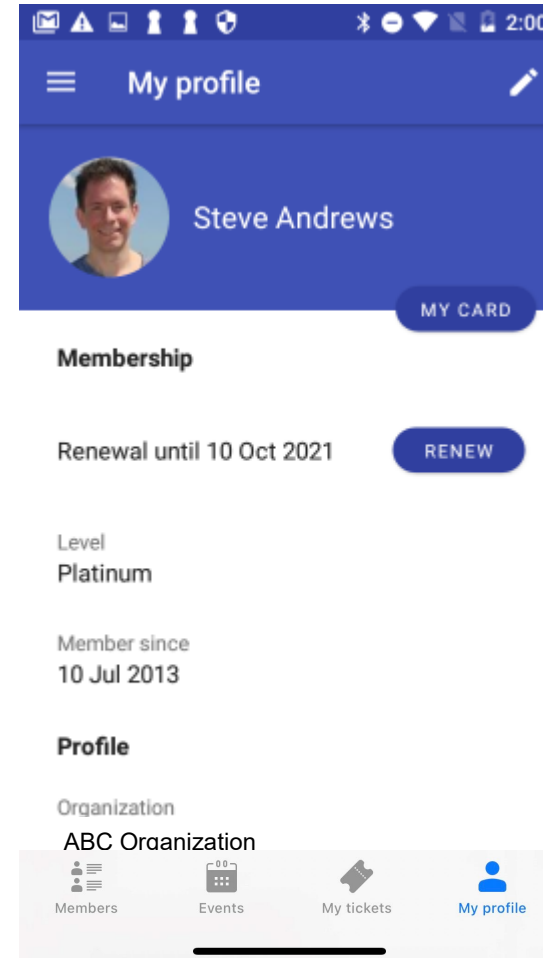 2:00
My profile
Steve Andrews
MY CARD
Membership
Renewal until 10 Oct 2021
RENEW
Level
Platinum
Member since
10 Jul 2013
Profile
Organization
ABC Organization
Members
Events
My tickets
My profile